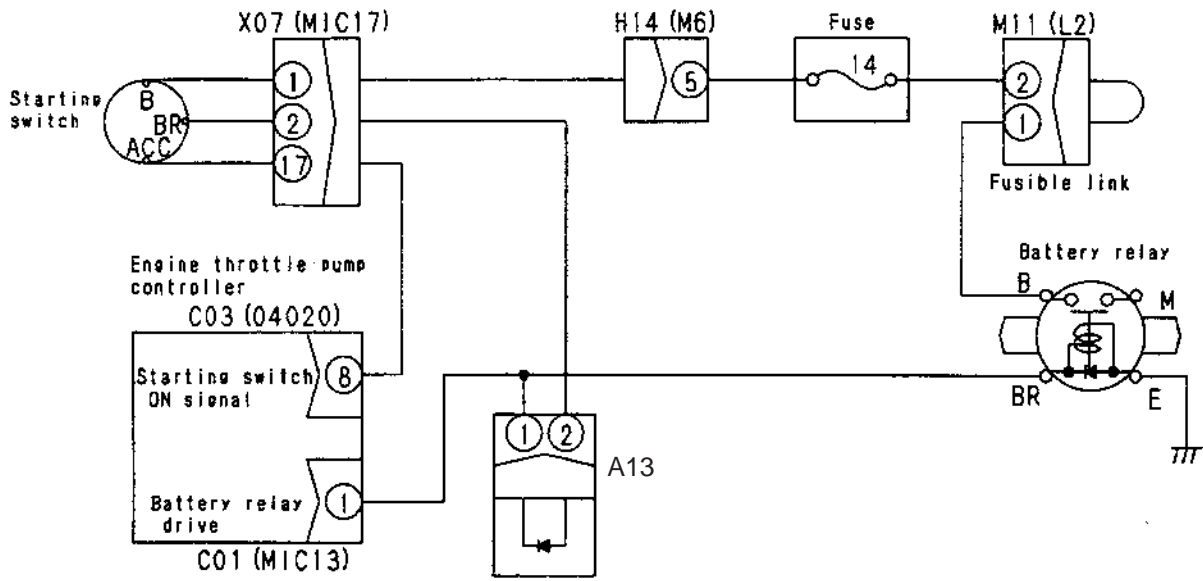 X07 (MIC17)
H14 (M6)
Fuse
M11 (L2)
Starting
switch
B
BR
ACC
1
2
17
5
14
2
1
Fusible link
Engine throttle pump
controller
C03 (04020)
Starting switch
ON signal
8
Battery relay
drive
1
C01 (MIC13)
1
2
A13
Battery relay
B
M
BR
E